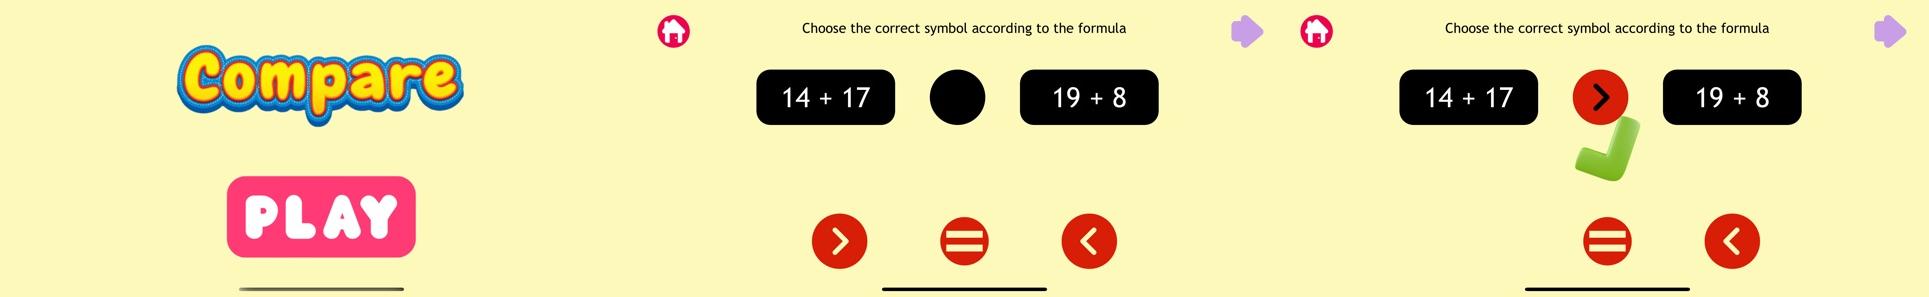 Compare
PLAY
Choose the correct symbol according to the formula
14 + 17
19 + 8
> = <
Choose the correct symbol according to the formula
14 + 17 > 19 + 8
= <